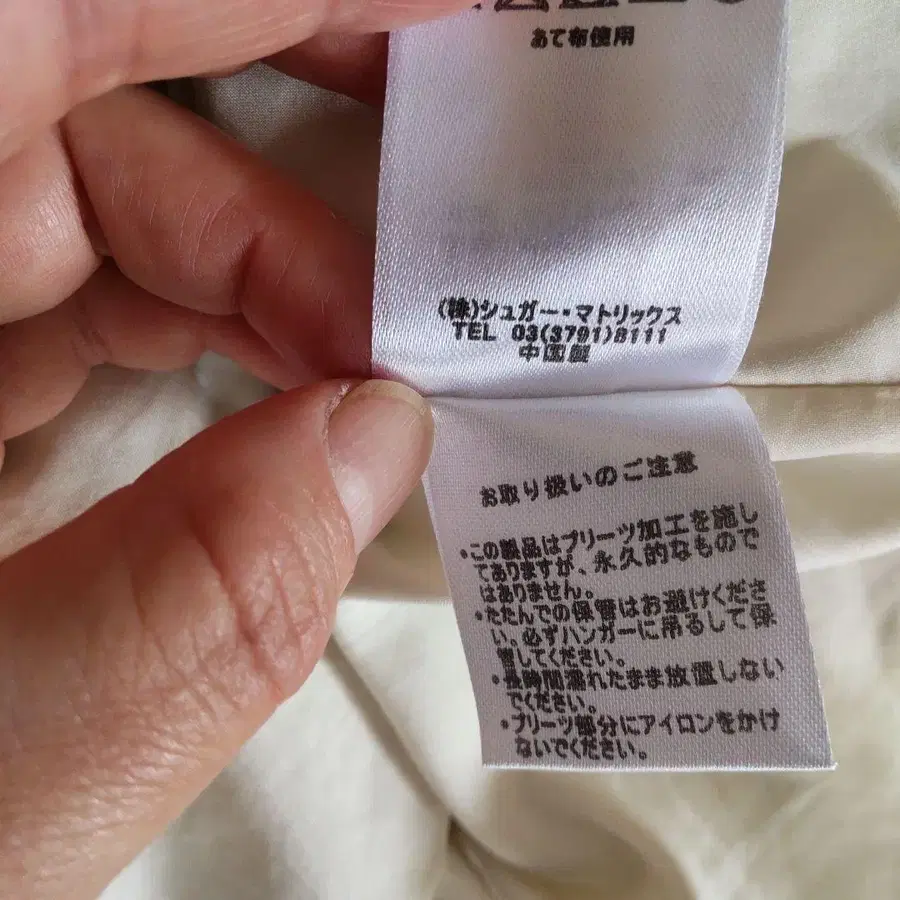 あて布使用
(株)シュガー・マトリックス
TEL 03(3791)8111
中国製
お取り扱いのご注意
・この製品はプリーツ加工を施し
てありますが、永久的なもので
はありません。
・たたんでの保管はお避けくださ
い。必ずハンガーに吊るして保
管してください。
・長時間濡れたまま放置しない
でください。
・プリーツ部分にアイロンをかけ
ないでください。